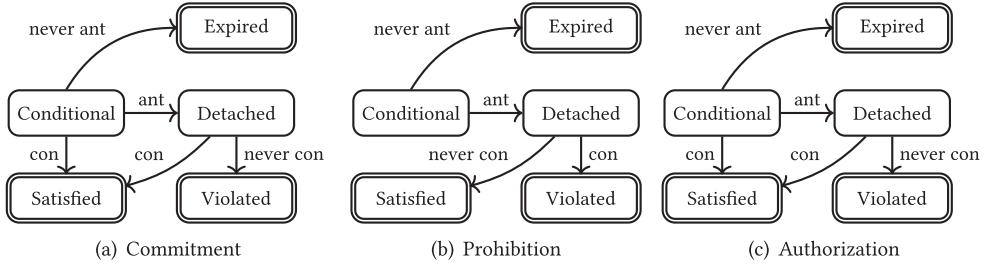 never ant Expired never ant Expired never ant Expired
Conditional ant Detached Conditional ant Detached Conditional ant Detached
con con never con never con con con con never con
Satisfied Violated Satisfied Violated Satisfied Violated
(a) Commitment (b) Prohibition (c) Authorization